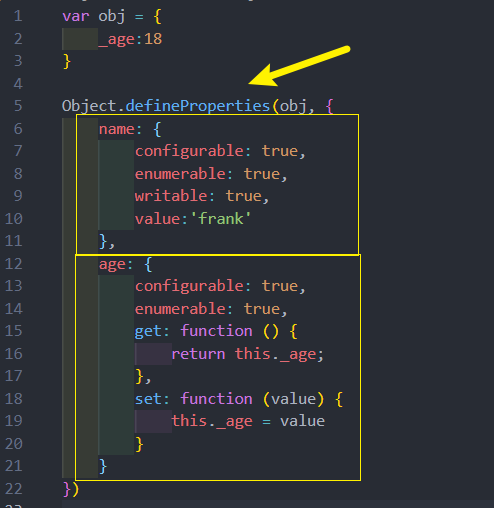 1 var obj = {
2 _age:18
3 }
4
5 Object.defineProperties(obj, {
6 name: {
7 configurable: true,
8 enumerable: true,
9 writable: true,
10 value:'frank'
11 },
12 age: {
13 configurable: true,
14 enumerable: true,
15 get: function () {
16 return this._age;
17 },
18 set: function (value) {
19 this._age = value
20 }
21 }
22 })